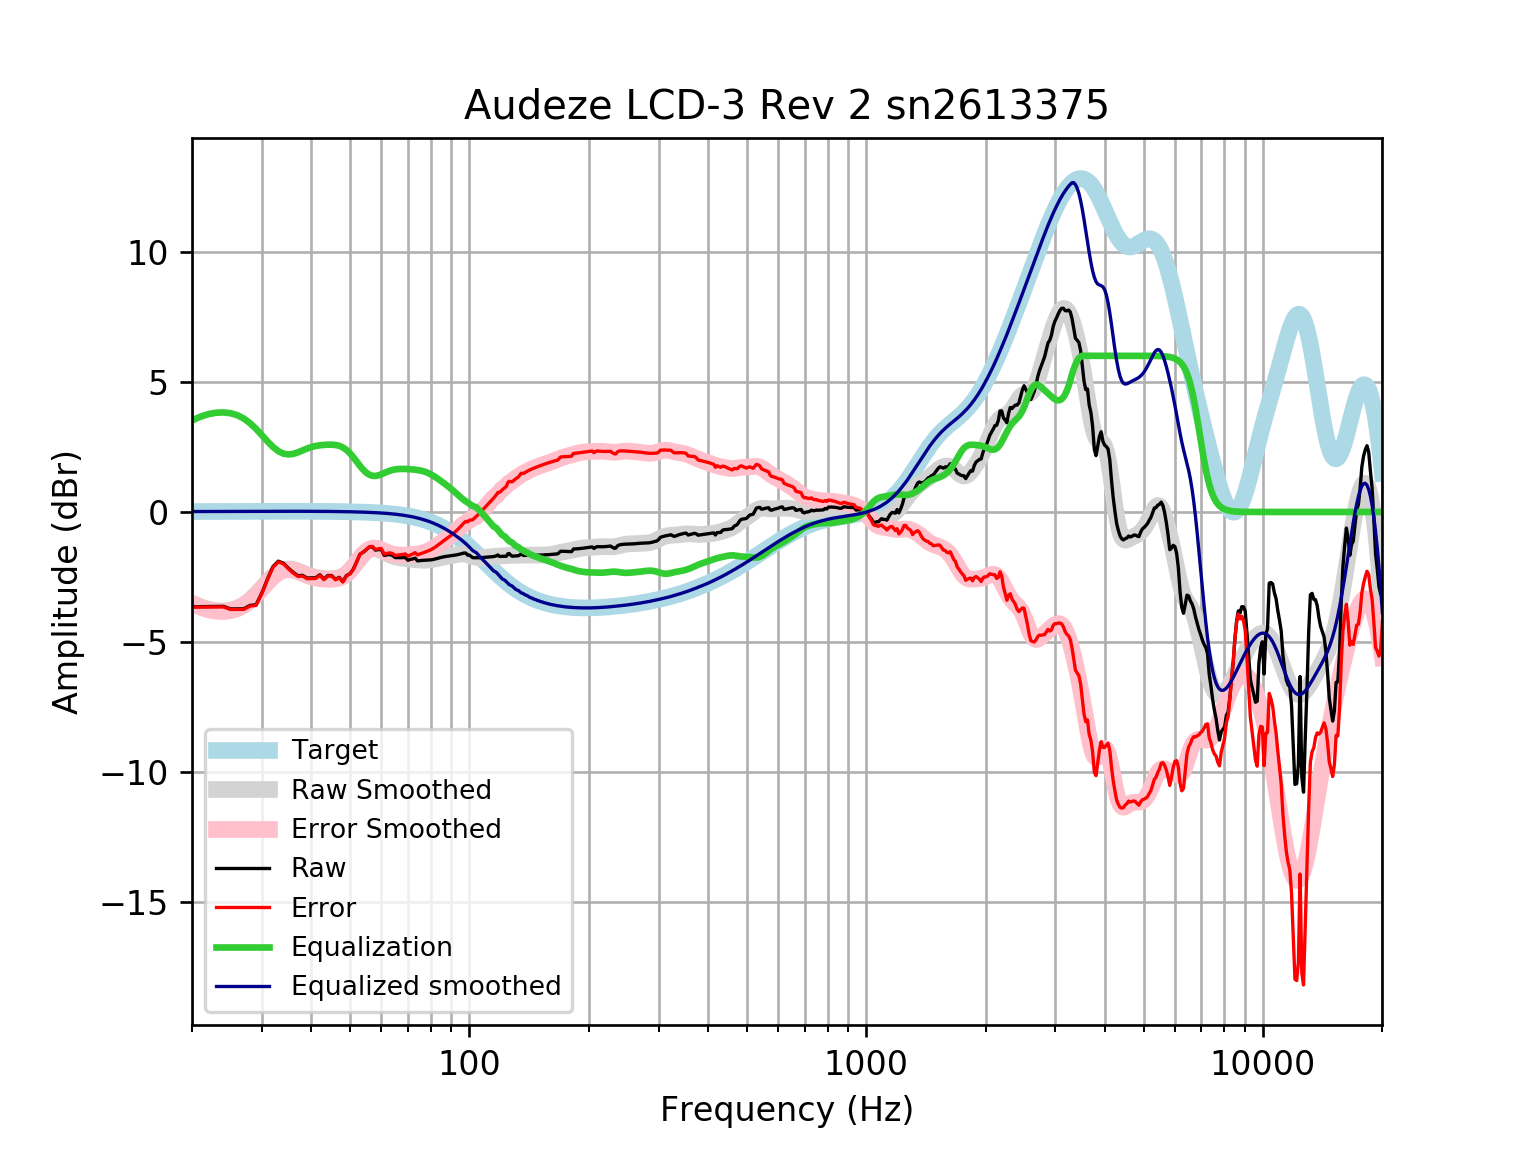 Audeze LCD-3 Rev 2 sn2613375
Amplitude (dBr)
10
5
0
−5
−10
−15
Target
Raw Smoothed
Error Smoothed
Raw
Error
Equalization
Equalized smoothed
100
1000
10000
Frequency (Hz)